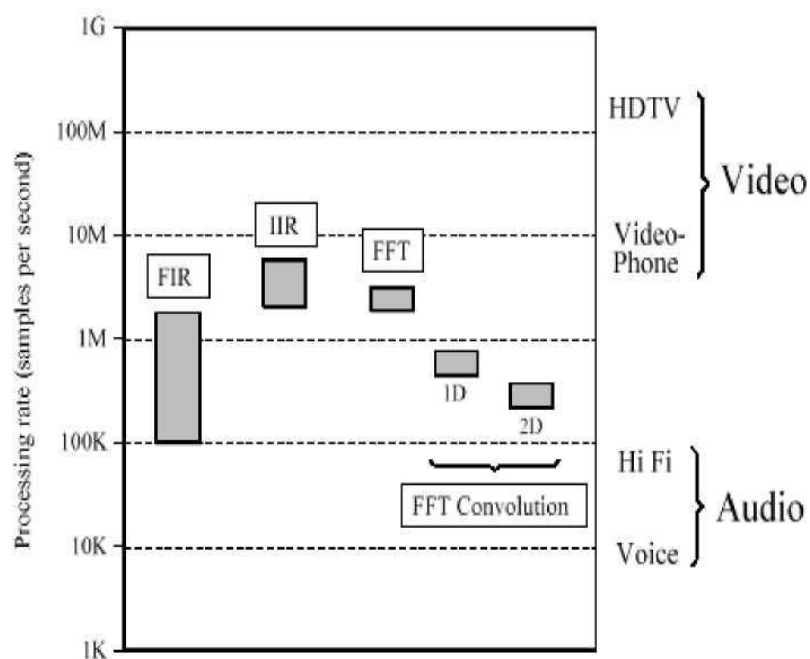 1G
100M
10M
1M
100K
10K
1K
Processing rate (samples per second)
FIR
IIR
FFT
1D
2D
FFT Convolution
HDTV
Video-
Phone
Video
Hi Fi
Voice
Audio